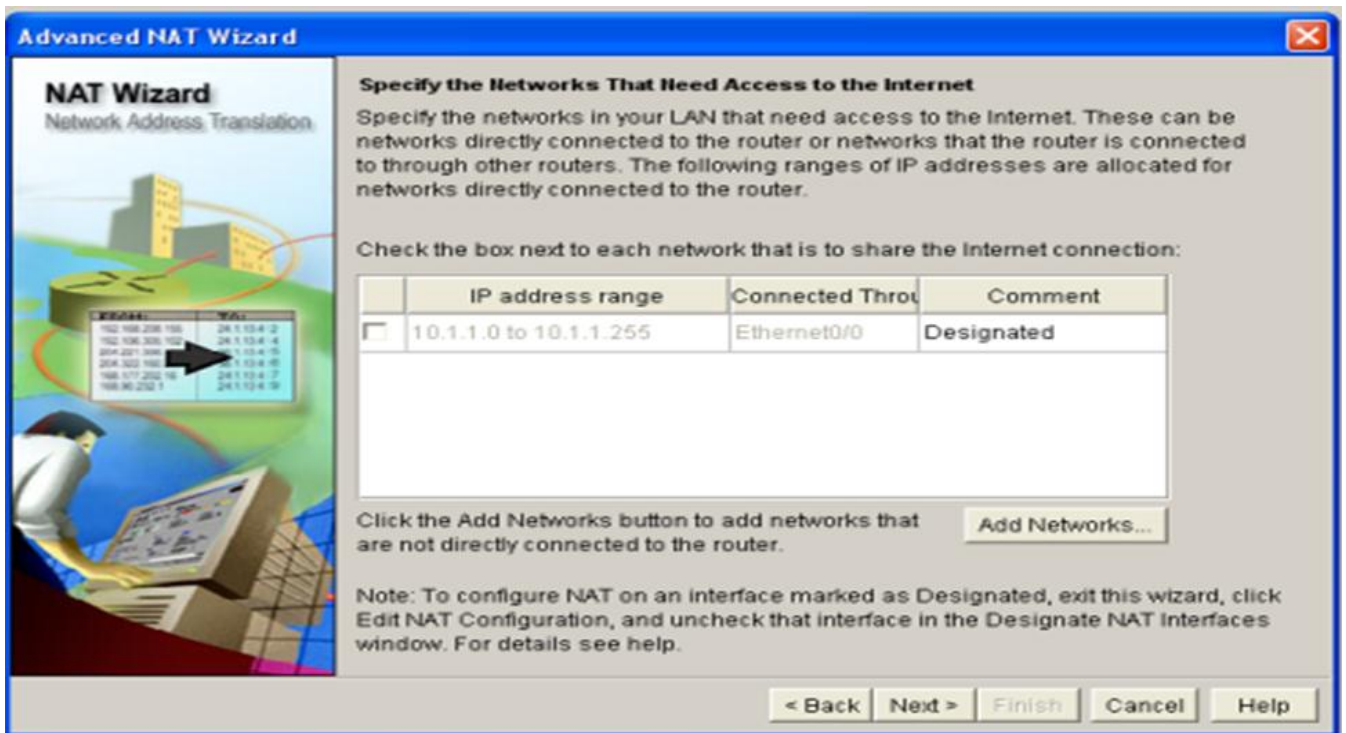 Advanced NAT Wizard
NAT Wizard
Network Address Translation
Specify the Networks That Need Access to the Internet
Specify the networks in your LAN that need access to the Internet. These can be
networks directly connected to the router or networks that the router is connected
to through other routers. The following ranges of IP addresses are allocated for
networks directly connected to the router.
Check the box next to each network that is to share the Internet connection:
IP address range Connected Throu Comment
10.1.1.0 to 10.1.1.255 Ethernet0/0 Designated
Click the Add Networks button to add networks that
are not directly connected to the router.
Add Networks...
Note: To configure NAT on an interface marked as Designated, exit this wizard, click
Edit NAT Configuration, and uncheck that interface in the Designate NAT Interfaces
window. For details see help.
< Back Next > Finish Cancel Help